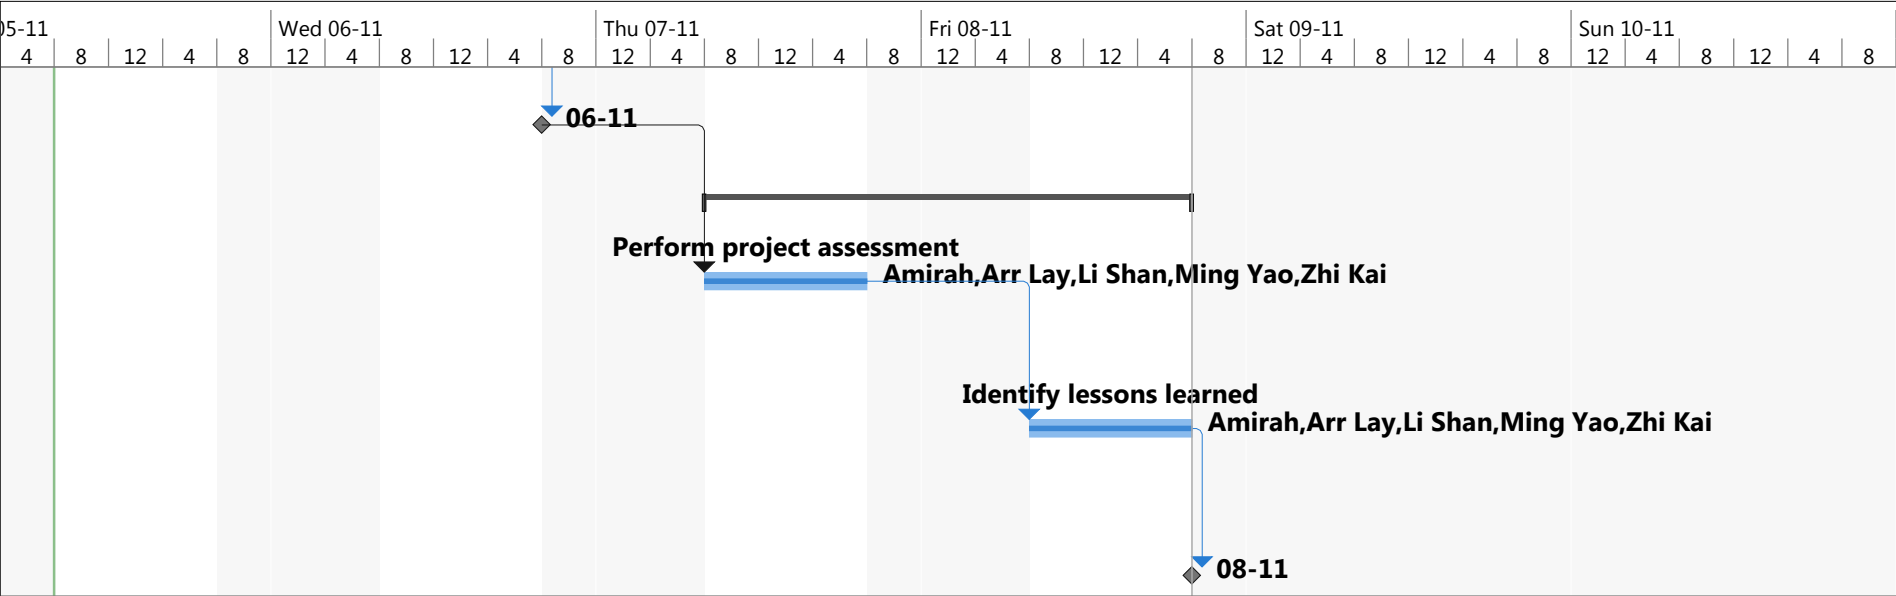 05-11 Wed 06-11 Thu 07-11 Fri 08-11 Sat 09-11 Sun 10-11
4 8 12 4 8 12 4 8 12 4 8 12 4 8 12 4 8 12 4 8 12 4 8 12 4 8 12 4 8 12 4 8 12 4 8
06-11
Perform project assessment
Amirah,Arr Lay,Li Shan,Ming Yao,Zhi Kai
Identify lessons learned
Amirah,Arr Lay,Li Shan,Ming Yao,Zhi Kai
08-11